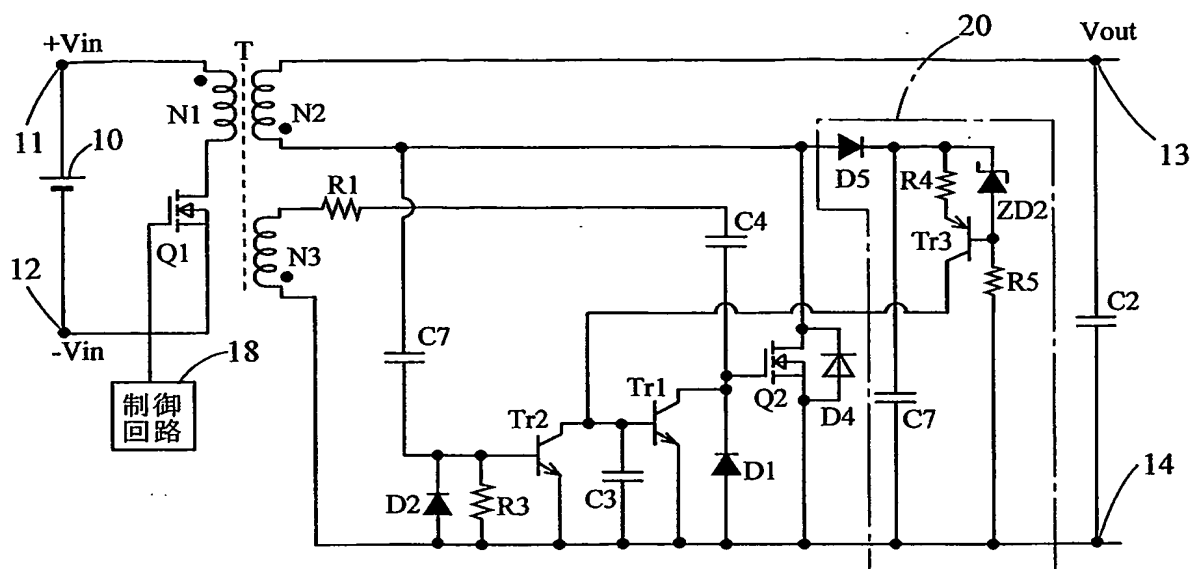 20
Vout
+Vin
T
N1
N2
11
10
13
D5
R4
ZD2
R1
C4
Q1
N3
Tr3
R5
12
C2
-Vin
C7
18
Tr1
Q2
D4
制御
回路
Tr2
C7
D2
R3
C3
D1
14